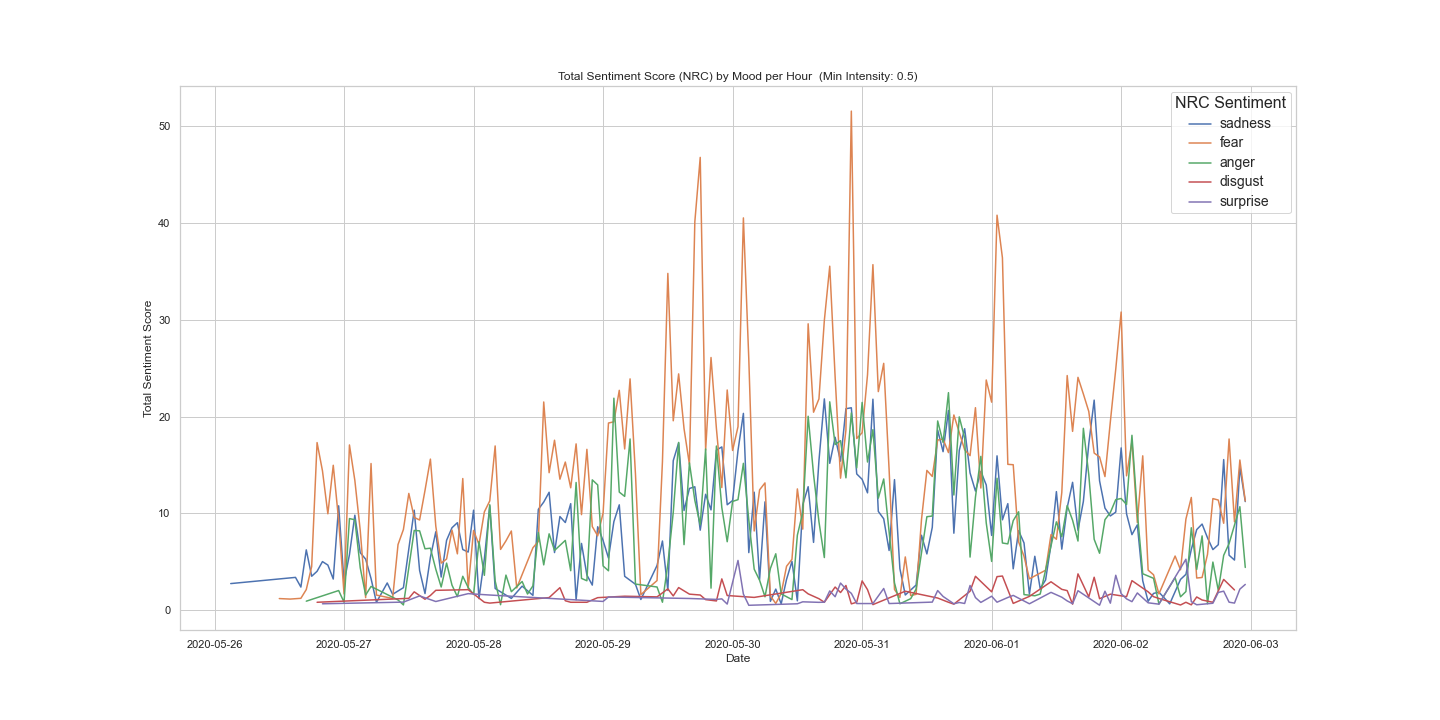 Total Sentiment Score (NRC) by Mood per Hour  (Min Intensity: 0.5)
NRC Sentiment
sadness
fear
anger
disgust
surprise
Total Sentiment Score
50
40
30
20
10
0
2020-05-26
2020-05-27
2020-05-28
2020-05-29
2020-05-30
2020-05-31
2020-06-01
2020-06-02
2020-06-03
Date